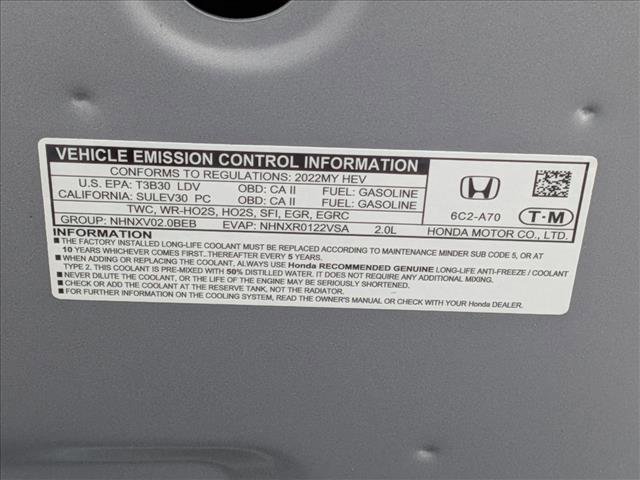 VEHICLE EMISSION CONTROL INFORMATION
CONFORMS TO REGULATIONS: 2022MY HEV
U.S. EPA: T3B30 LDV OBD: CA II FUEL: GASOLINE
CALIFORNIA: SULEV30 PC OBD: CA II FUEL: GASOLINE
TWC, WR-HO2S, HO2S, SFI, EGR, EGRC
GROUP: NHNXV02.0BEB EVAP: NHNXR0122VSA 2.0L
6C2-A70 T·M
HONDA MOTOR CO., LTD.
INFORMATION
■ THE FACTORY INSTALLED LONG-LIFE COOLANT MUST BE REPLACED ACCORDING TO MAINTENANCE MINDER SUB CODE 5, OR AT
10 YEARS WHICH COMES FIRST..THEREAFTER EVERY 5 YEARS.
■ WHEN ADDING OR REPLACING THE COOLANT, ALWAYS USE Honda RECOMMENDED GENUINE LONG-LIFE ANTI-FREEZE / COOLANT
TYPE 2. THIS COOLANT IS PRE-MIXED WITH 50% DISTILLED WATER. IT DOES NOT REQUIRE ANY ADDITIONAL MIXING.
■ NEVER DILUTE THE COOLANT, OR THE LIFE OF THE ENGINE MAY BE SERIOUSLY SHORTENED.
■ CHECK OR ADD THE COOLANT AT THE RESERVE TANK, NOT THE RADIATOR.
■ FOR FURTHER INFORMATION ON THE COOLING SYSTEM, READ THE OWNER'S MANUAL OR CHECK WITH YOUR Honda DEALER.